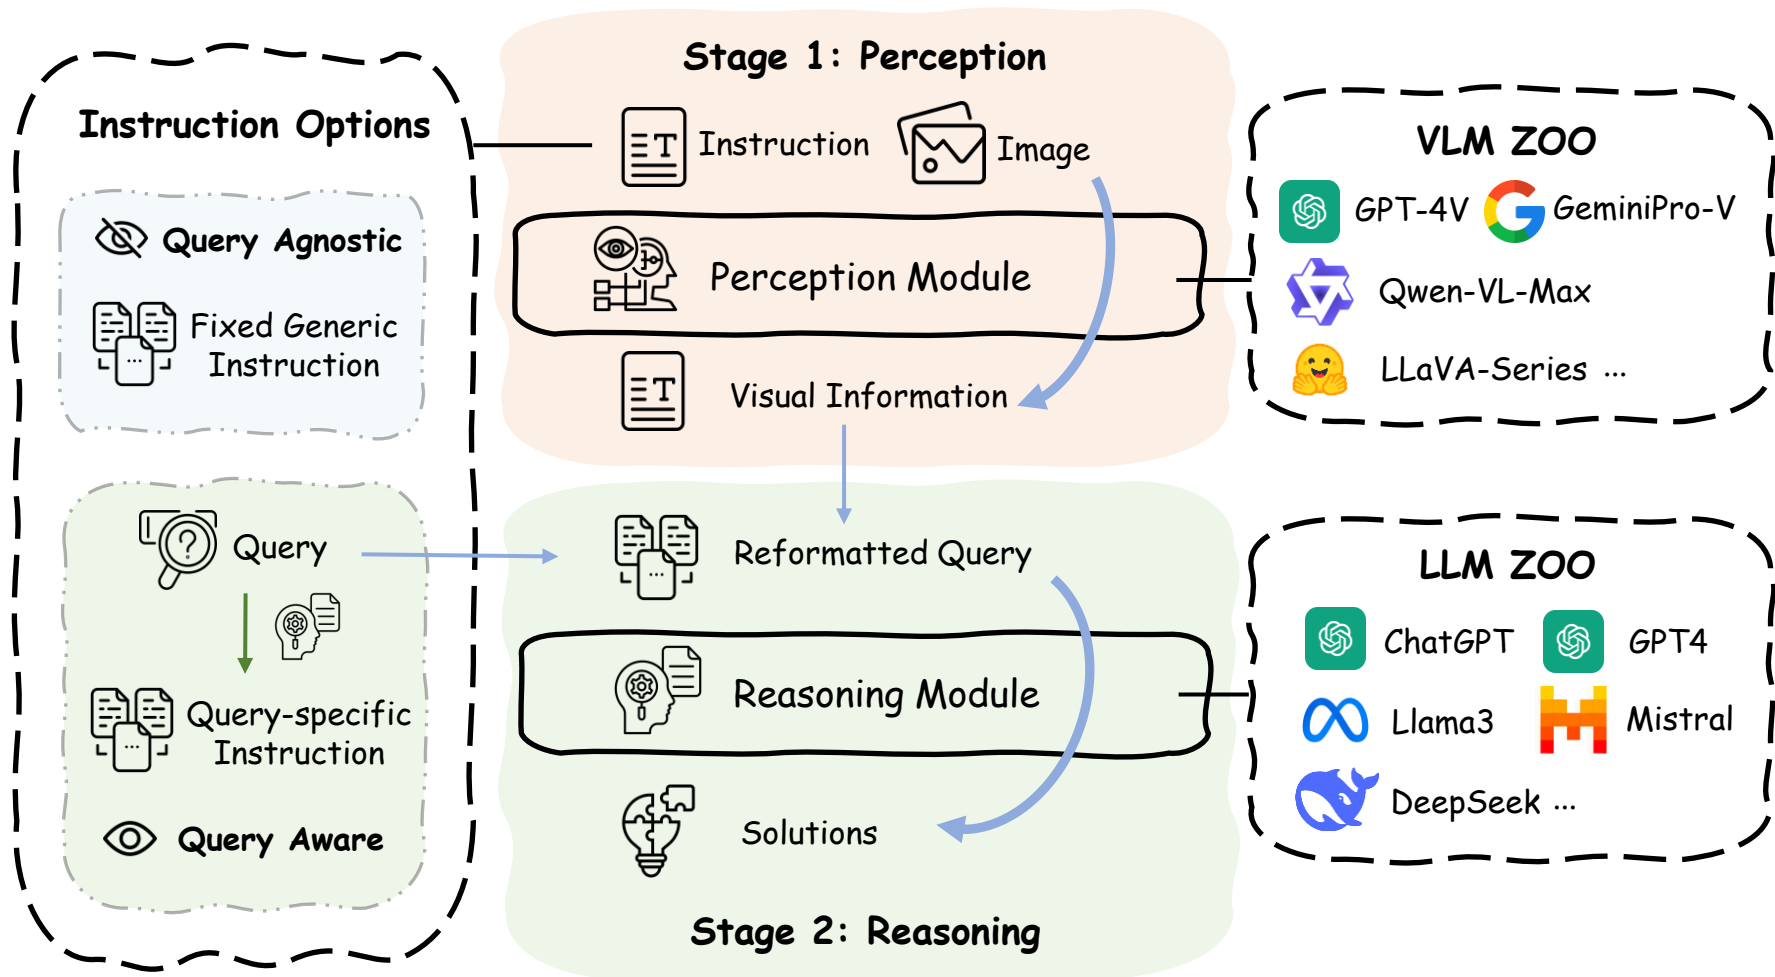 Instruction Options
Query Agnostic
Fixed Generic
Instruction
Query
Query-specific
Instruction
Query Aware
Stage 1: Perception
Instruction
Image
Perception Module
Visual Information
Reformatted Query
Reasoning Module
Solutions
Stage 2: Reasoning
VLM ZOO
GPT-4V
GeminiPro-V
Qwen-VL-Max
LLaVA-Series ...
LLM ZOO
ChatGPT
GPT4
Llama3
Mistral
DeepSeek ...